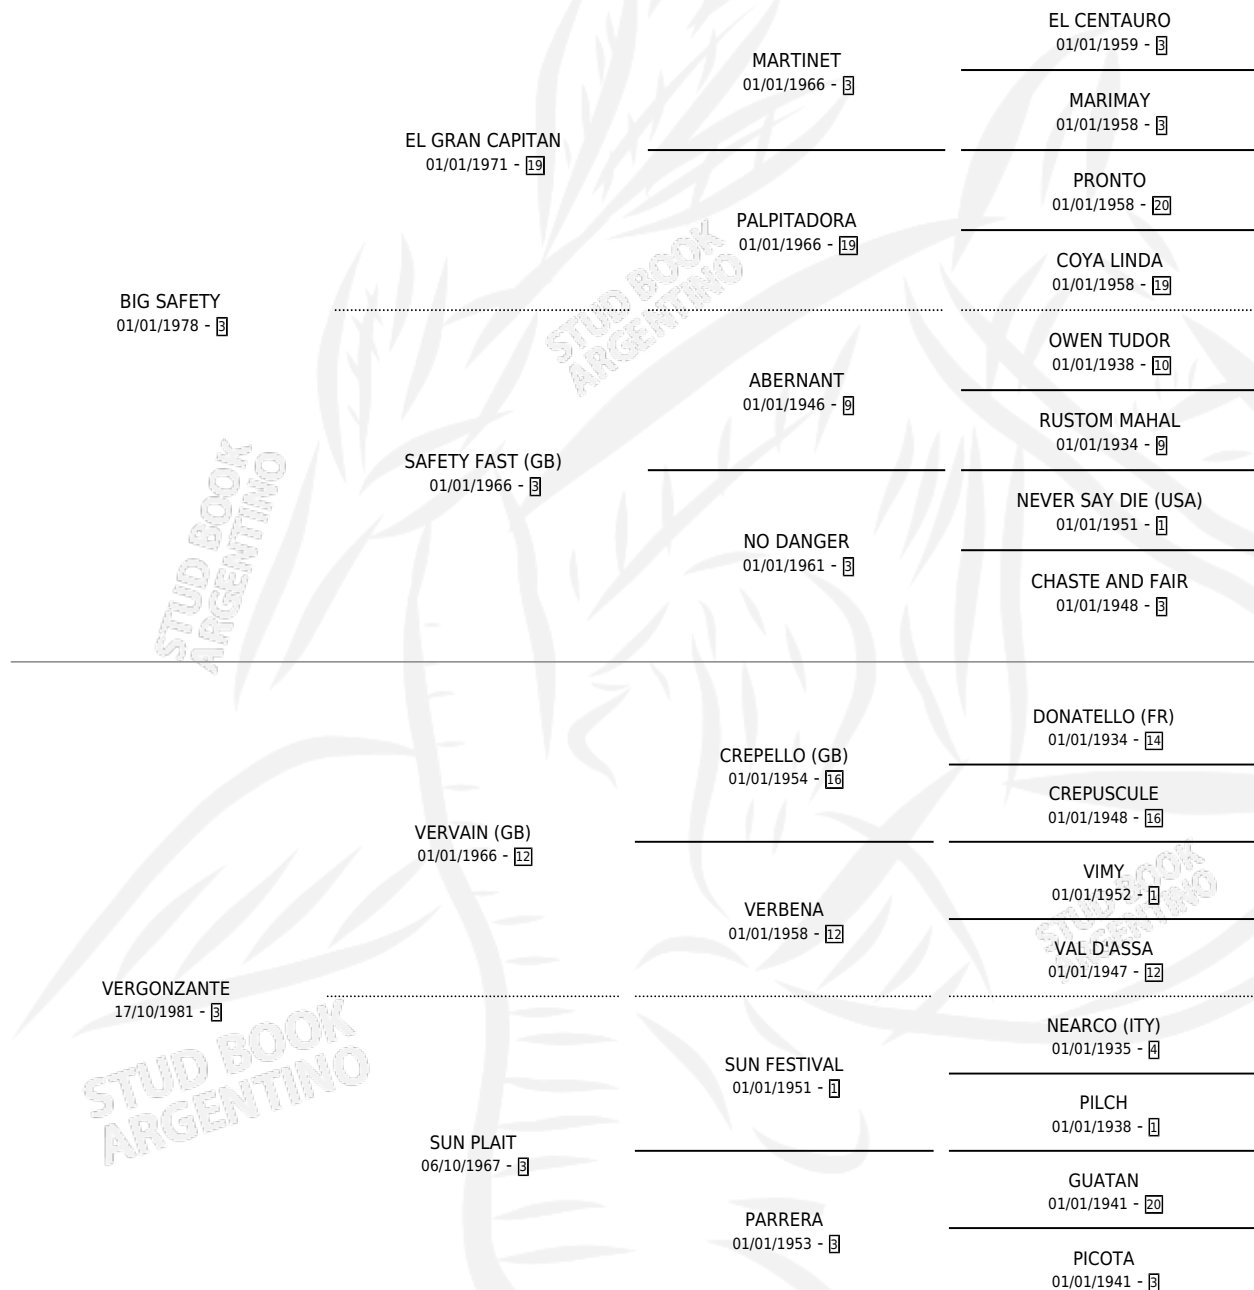 EL CENTAURO
01/01/1959 - 3
MARTINET
01/01/1966 - 3
MARIMAY
01/01/1958 - 3
EL GRAN CAPITAN
01/01/1971 - 19
PRONTO
01/01/1958 - 20
PALPITADORA
01/01/1966 - 19
COYA LINDA
01/01/1958 - 19
BIG SAFETY
01/01/1978 - 3
STUD BOOK
ARGENTINO
OWEN TUDOR
01/01/1938 - 10
ABERNANT
01/01/1946 - 9
RUSTOM MAHAL
01/01/1934 - 9
SAFETY FAST (GB)
01/01/1966 - 3
NEVER SAY DIE (USA)
01/01/1951 - 1
NO DANGER
01/01/1961 - 3
CHASTE AND FAIR
01/01/1948 - 3
STUD BOOK
ARGENTINO
DONATELLO (FR)
01/01/1934 - 14
CREPELLO (GB)
01/01/1954 - 16
CREPUSCULE
01/01/1948 - 16
VERVAIN (GB)
01/01/1966 - 12
VIMY
01/01/1952 - 1
VERBENA
01/01/1958 - 12
VAL D'ASSA
01/01/1947 - 12
STUD BOOK
ARGENTINO
VERGONZANTE
17/10/1981 - 3
NEARCO (ITY)
01/01/1935 - 4
SUN FESTIVAL
01/01/1951 - 1
PILCH
01/01/1938 - 1
STUD BOOK
ARGENTINO
SUN PLAIT
06/10/1967 - 3
GUATAN
01/01/1941 - 20
PARRERA
01/01/1953 - 3
PICOTA
01/01/1941 - 3